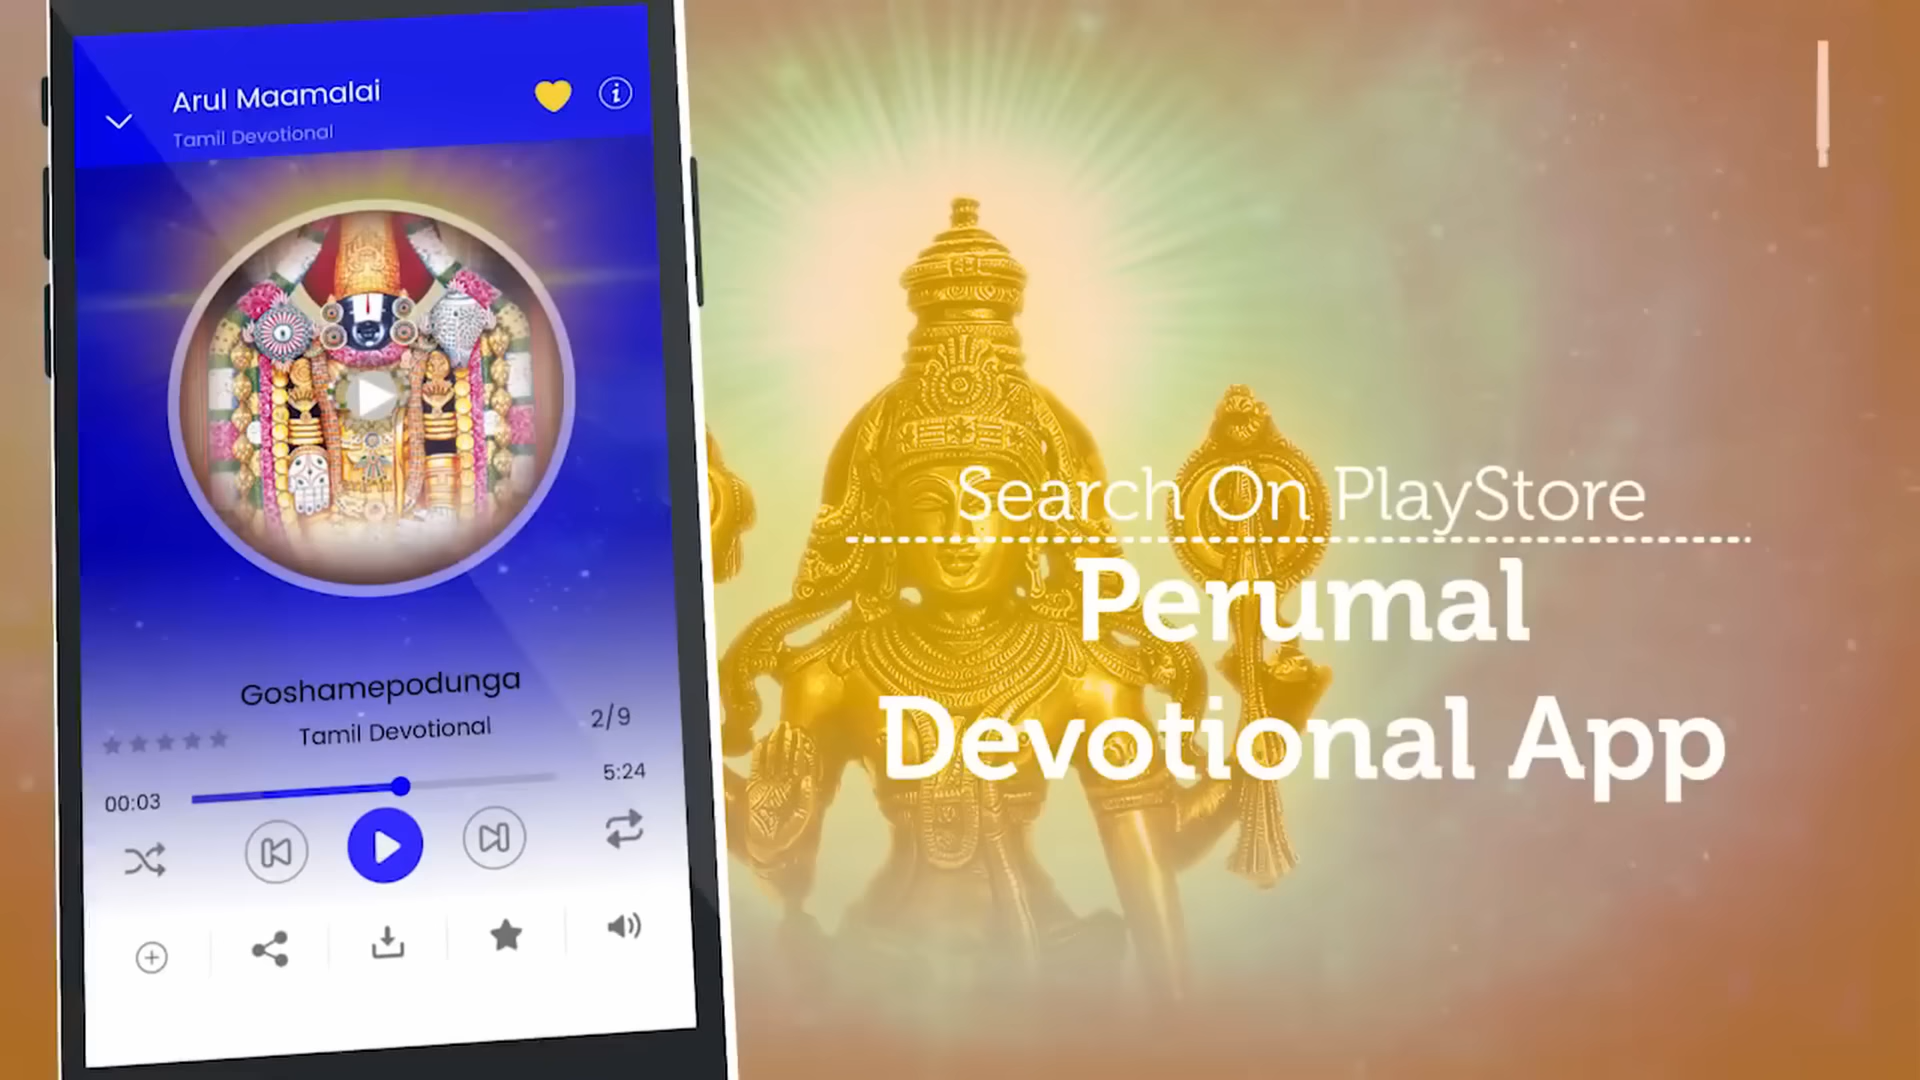 Arul Maamalai
Tamil Devotional
Goshamepodunga
Tamil Devotional
2/9
00:03
5:24
Search On PlayStore
Perumal
Devotional App